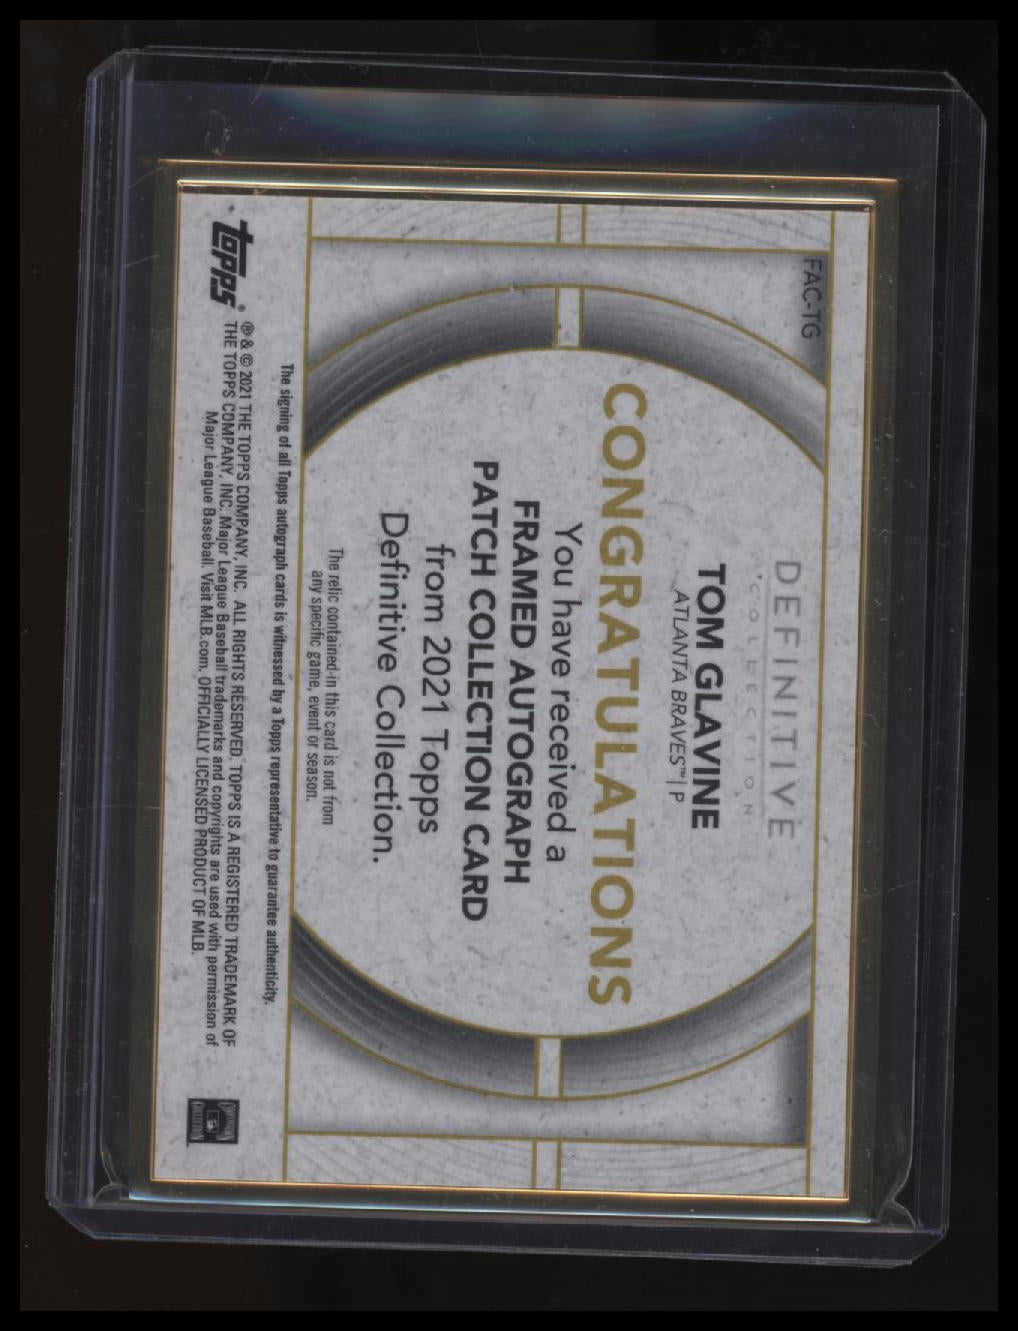 FAC-TG
DEFINITIVE
COLLECTION
TOM GLAVINE
ATLANTA BRAVES™ | P
CONGRATULATIONS
You have received a
FRAMED AUTOGRAPH
PATCH COLLECTION CARD
from 2021 Topps
Definitive Collection.
The relic contained in this card is not from
any specific game, event or season.
The signing of all Topps autograph cards is witnessed by a Topps representative to guarantee authenticity.
topps®
® & © 2021 THE TOPPS COMPANY, INC. ALL RIGHTS RESERVED. TOPPS IS A REGISTERED TRADEMARK OF
THE TOPPS COMPANY, INC. Major League Baseball trademarks and copyrights are used with permission of
Major League Baseball. Visit MLB.com. OFFICIALLY LICENSED PRODUCT OF MLB.
COOPERSTOWN
COLLECTION